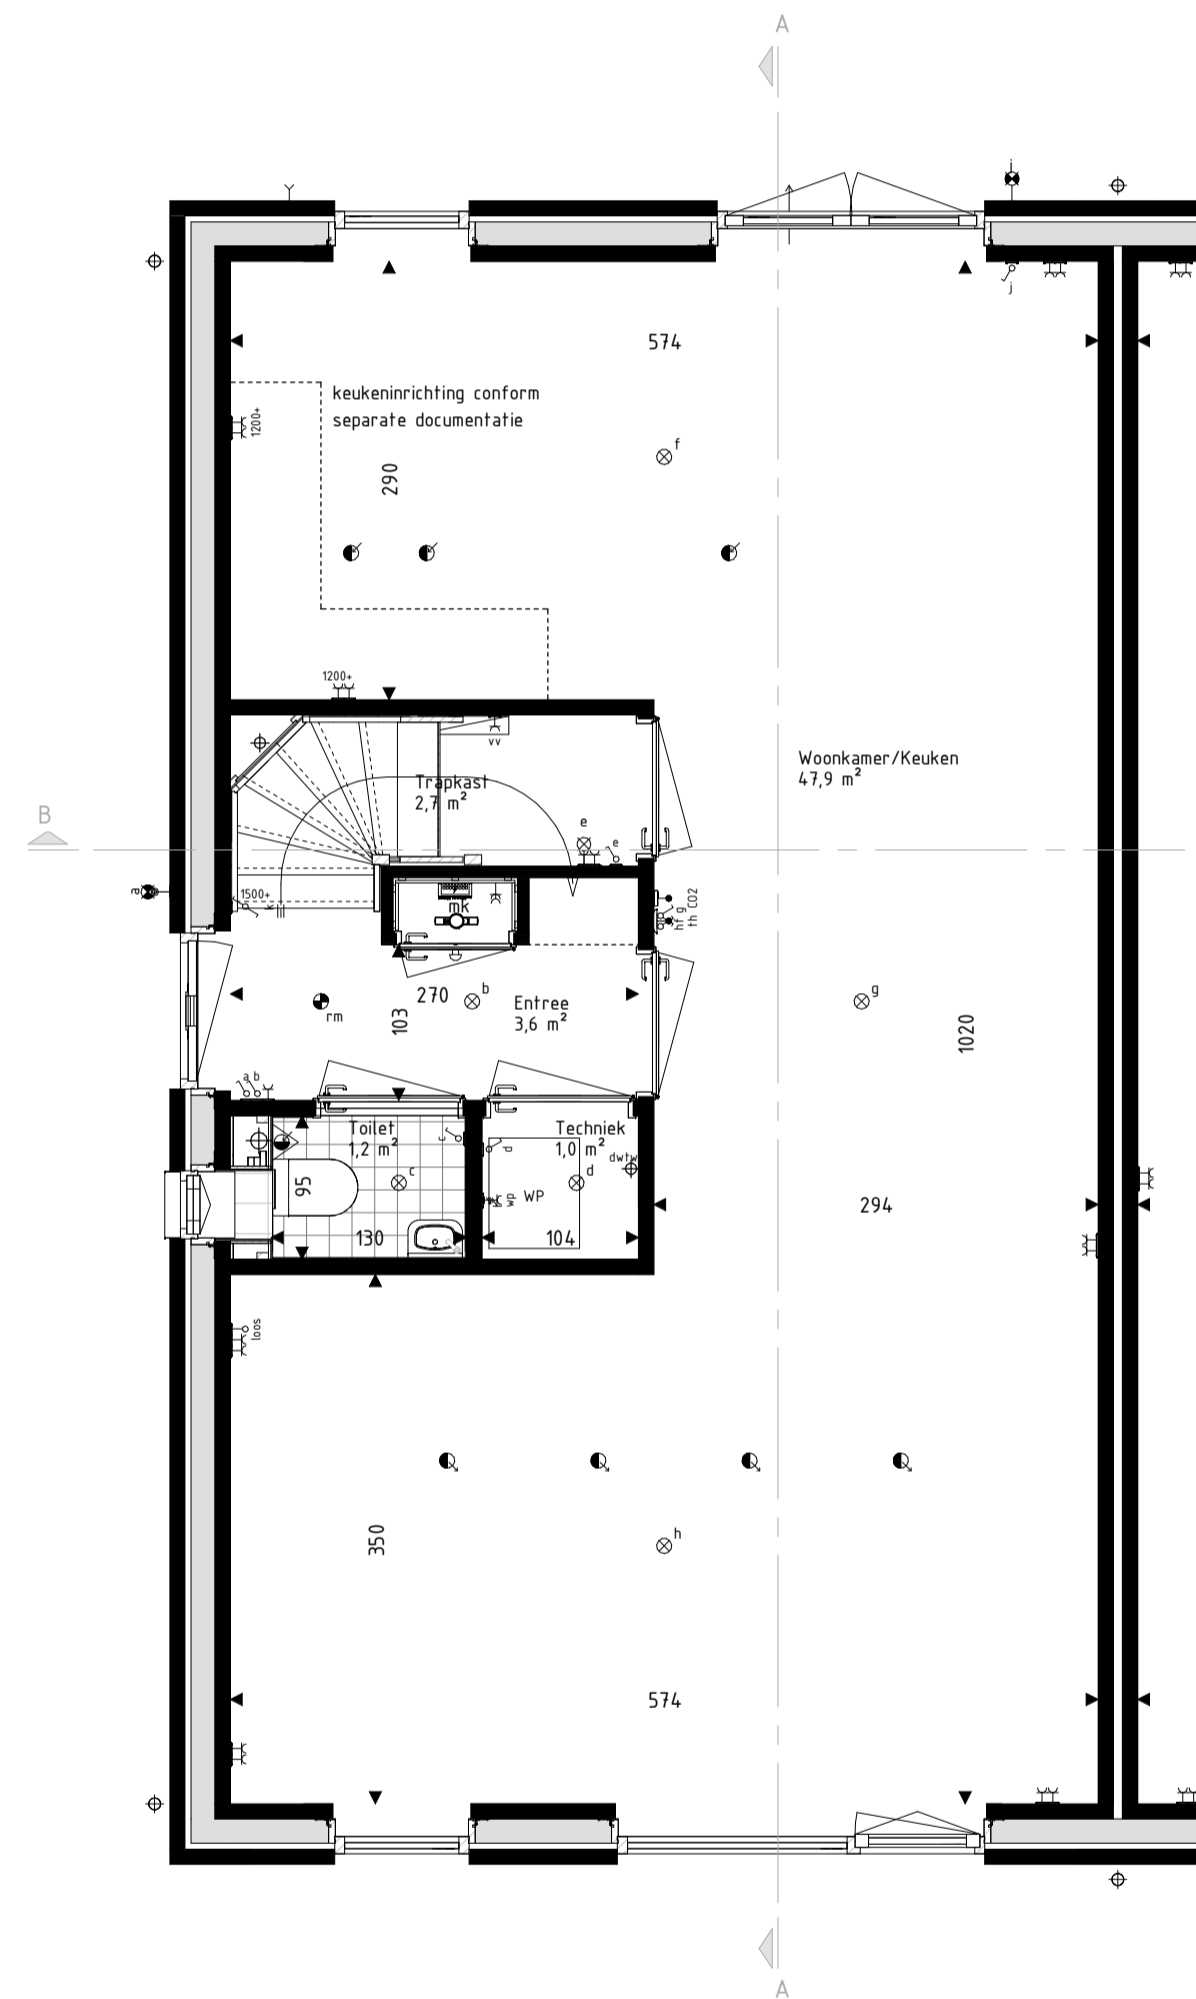 A
i
j
574
keukeninrichting conform
separate documentatie
1200+
f
290
1200+
vv
Trapkast
2,7 m²
Woonkamer/Keuken
47,9 m²
B
e
e
a
1500+
k
mk
hf g
th CO2
270
b
Entree
3,6 m²
rm
103
g
1020
a b
Toilet
1,2 m²
c
Techniek
1,0 m²
d
dwtw
c
d
95
wp
WP
130
104
294
loos
350
h
574
A